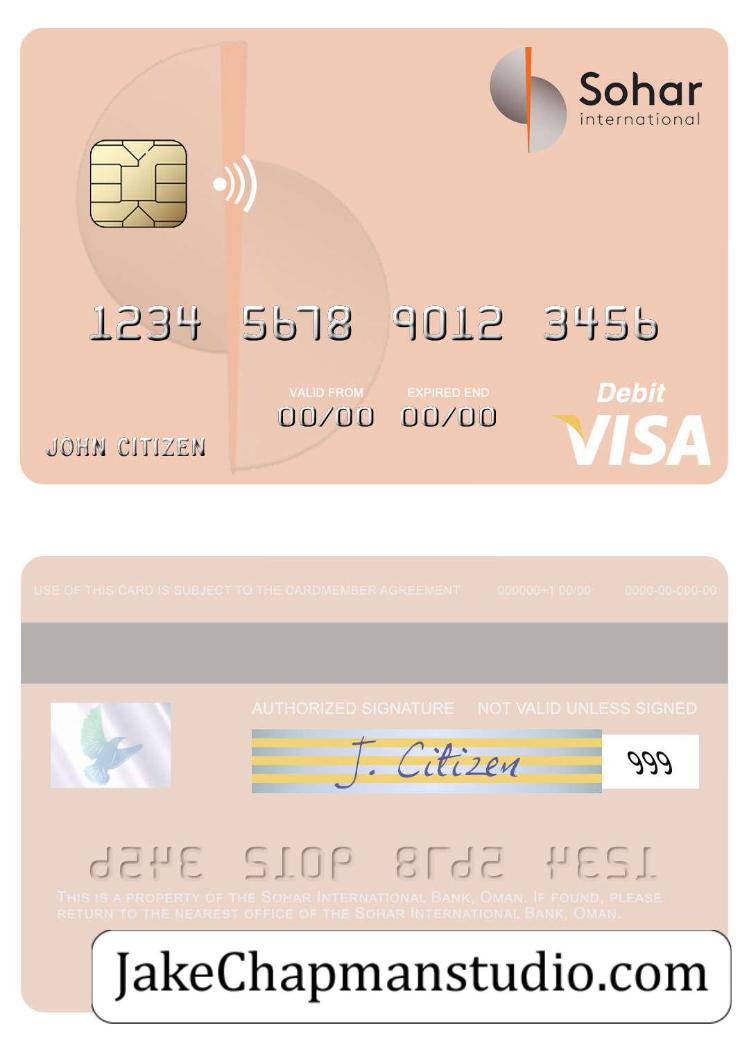 Sohar
international
1234 5678 9012 3456
VALID FROM EXPIRED END
00/00 00/00
Debit
JOHN CITIZEN
VISA
USE OF THIS CARD IS SUBJECT TO THE CARDMEMBER AGREEMENT 000000+1 00/00 0000-00-000-00
AUTHORIZED SIGNATURE NOT VALID UNLESS SIGNED
J. Citizen
999
1234 5678 9012 3456
THIS IS A PROPERTY OF THE SOHAR INTERNATIONAL BANK, OMAN. IF FOUND, PLEASE
RETURN TO THE NEAREST OFFICE OF THE SOHAR INTERNATIONAL BANK, OMAN.
JakeChapmanstudio.com